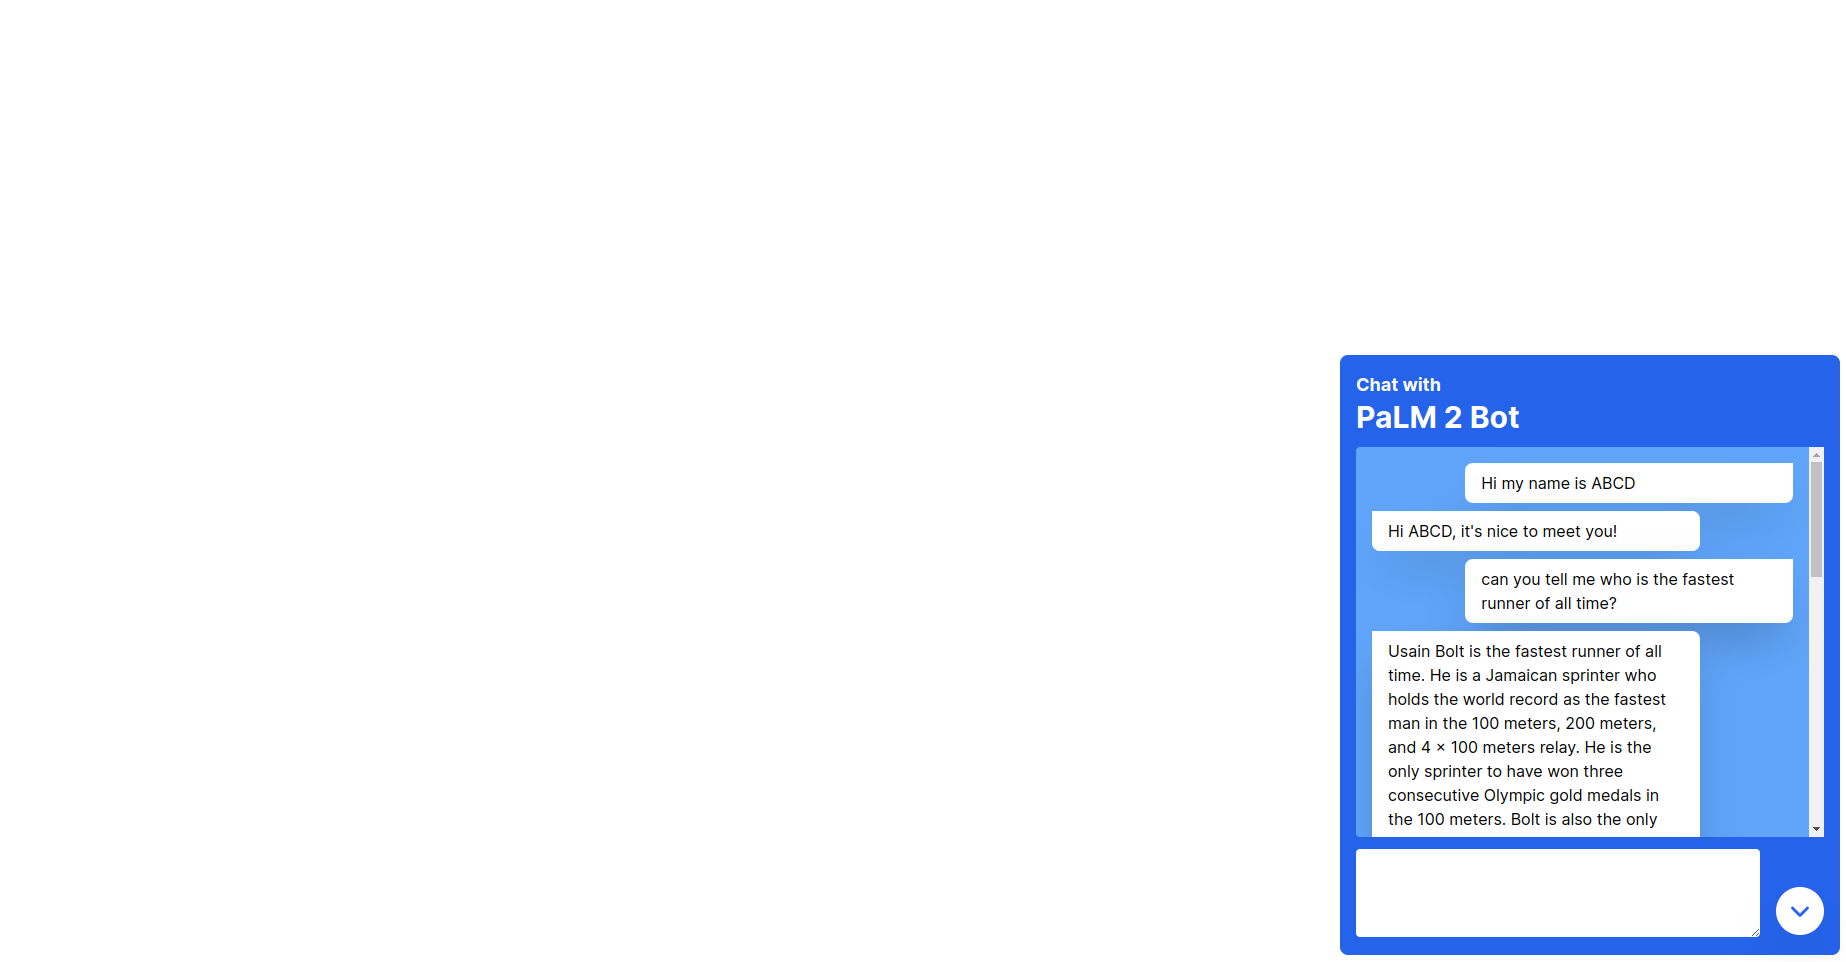 Chat with
PaLM 2 Bot
Hi my name is ABCD
Hi ABCD, it's nice to meet you!
can you tell me who is the fastest
runner of all time?
Usain Bolt is the fastest runner of all
time. He is a Jamaican sprinter who
holds the world record as the fastest
man in the 100 meters, 200 meters,
and 4 × 100 meters relay. He is the
only sprinter to have won three
consecutive Olympic gold medals in
the 100 meters. Bolt is also the only